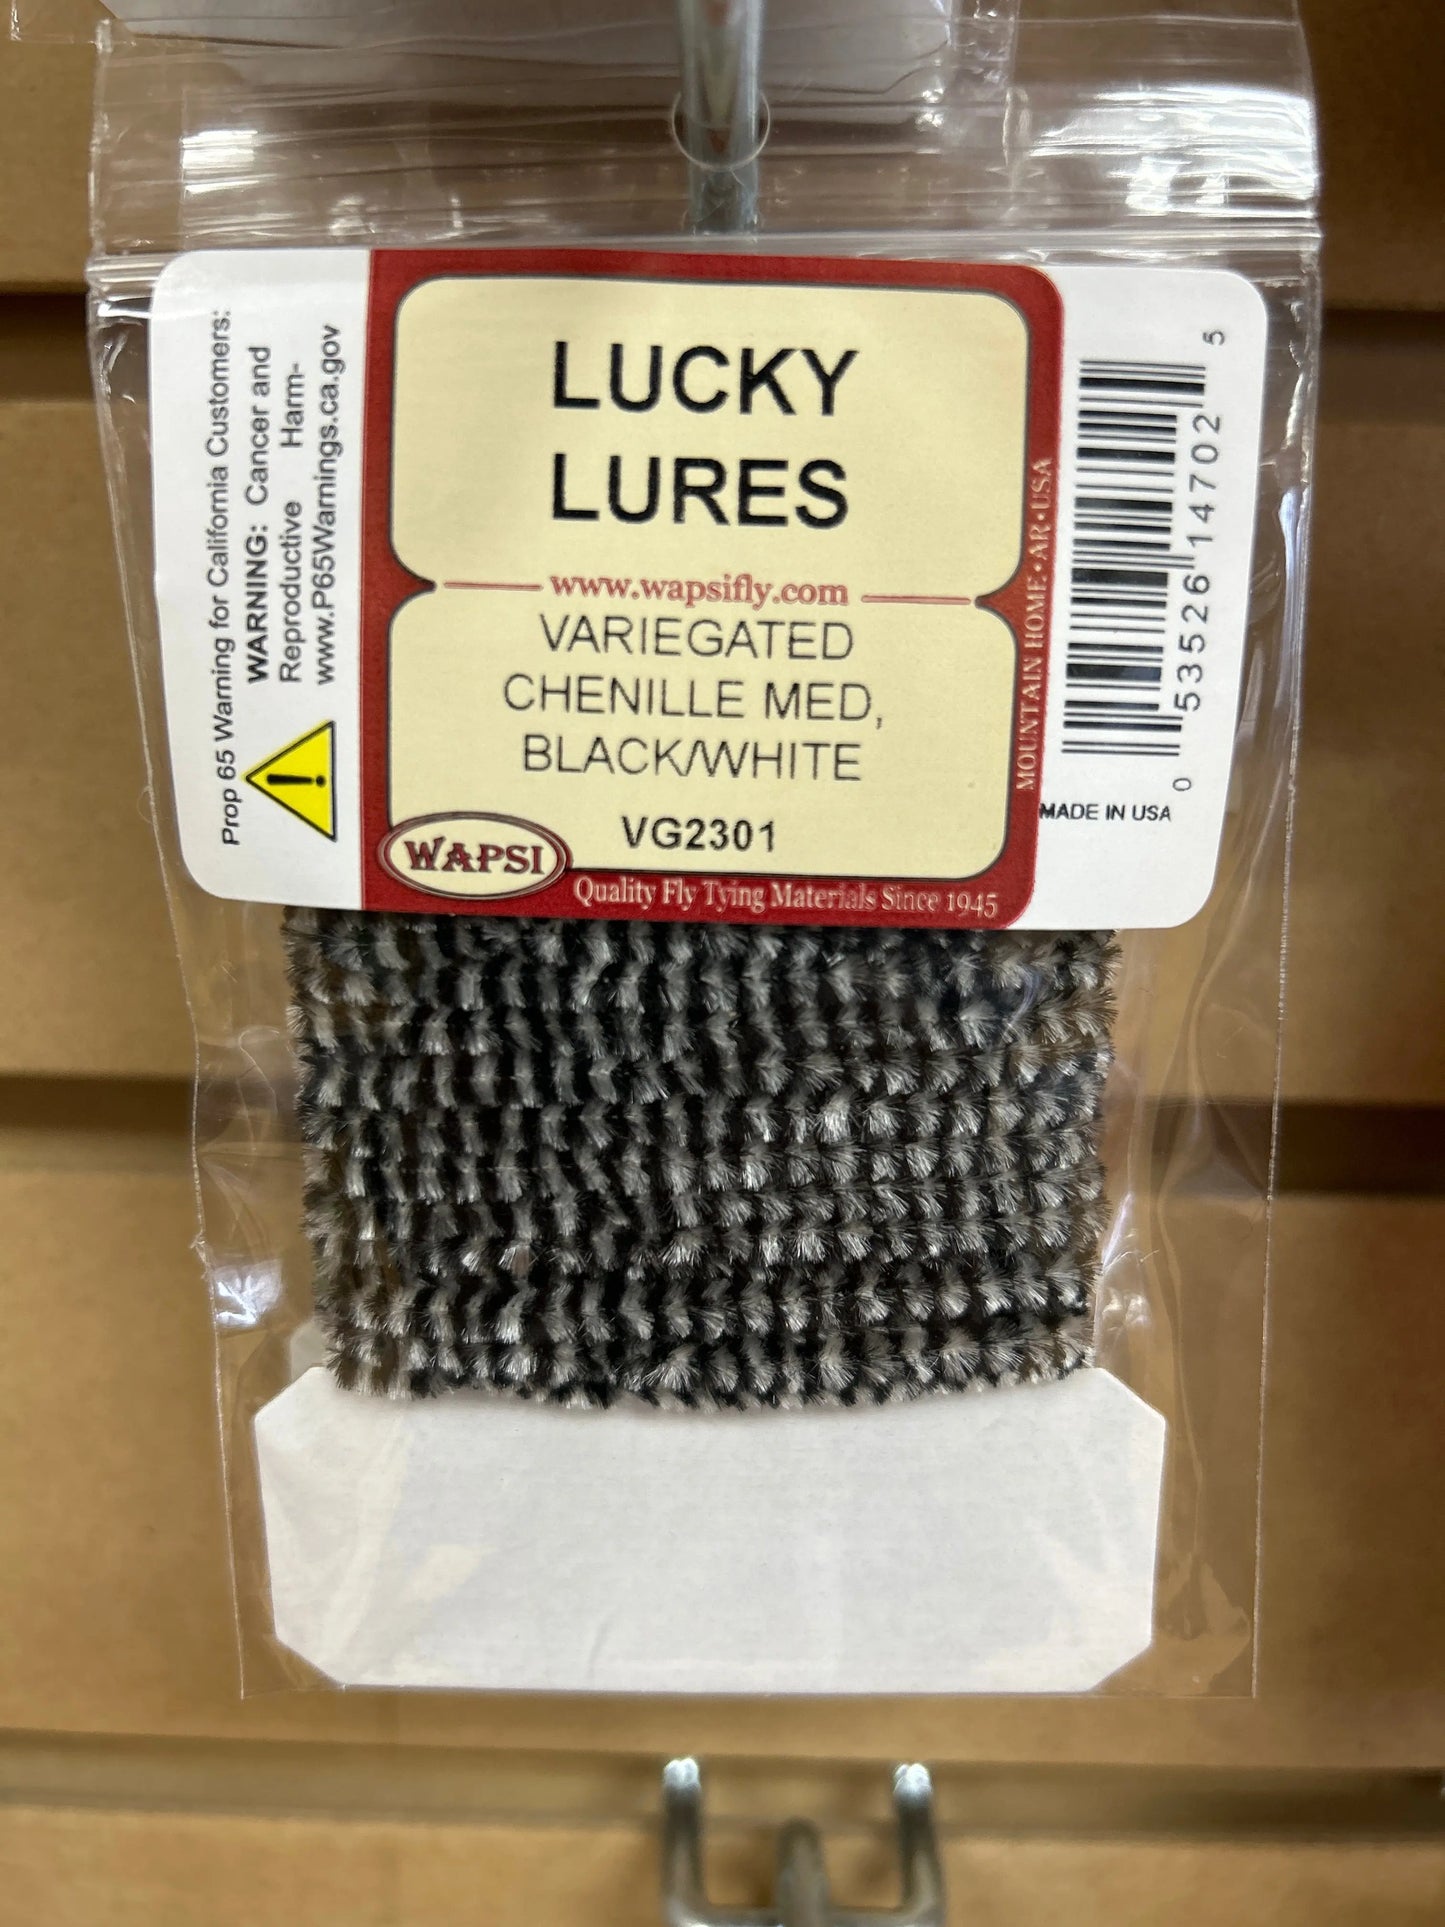 Prop 65 Warning for California Customers:
WARNING: Cancer and
Reproductive Harm-
www.P65Warnings.ca.gov
LUCKY
LURES
www.wapsifly.com
VARIEGATED
CHENILLE MED,
BLACK/WHITE
VG2301
WAPSI
Quality Fly Tying Materials Since 1945
MOUNTAIN HOME • AR • USA
0 53526 14702 5
MADE IN USA